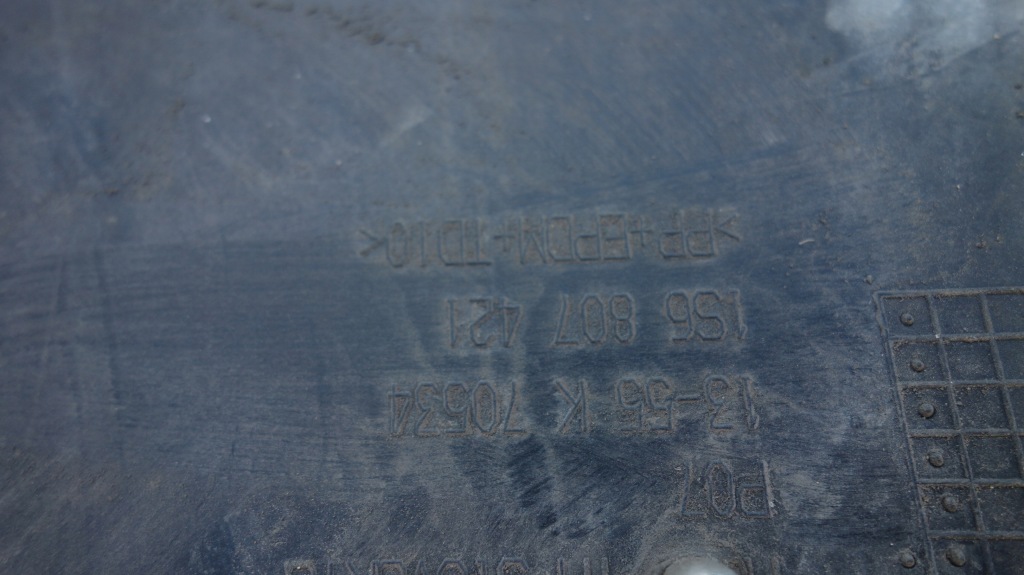 P07
13-55 K 70534
1S6 807 421
>PP+EPDM+TD10<